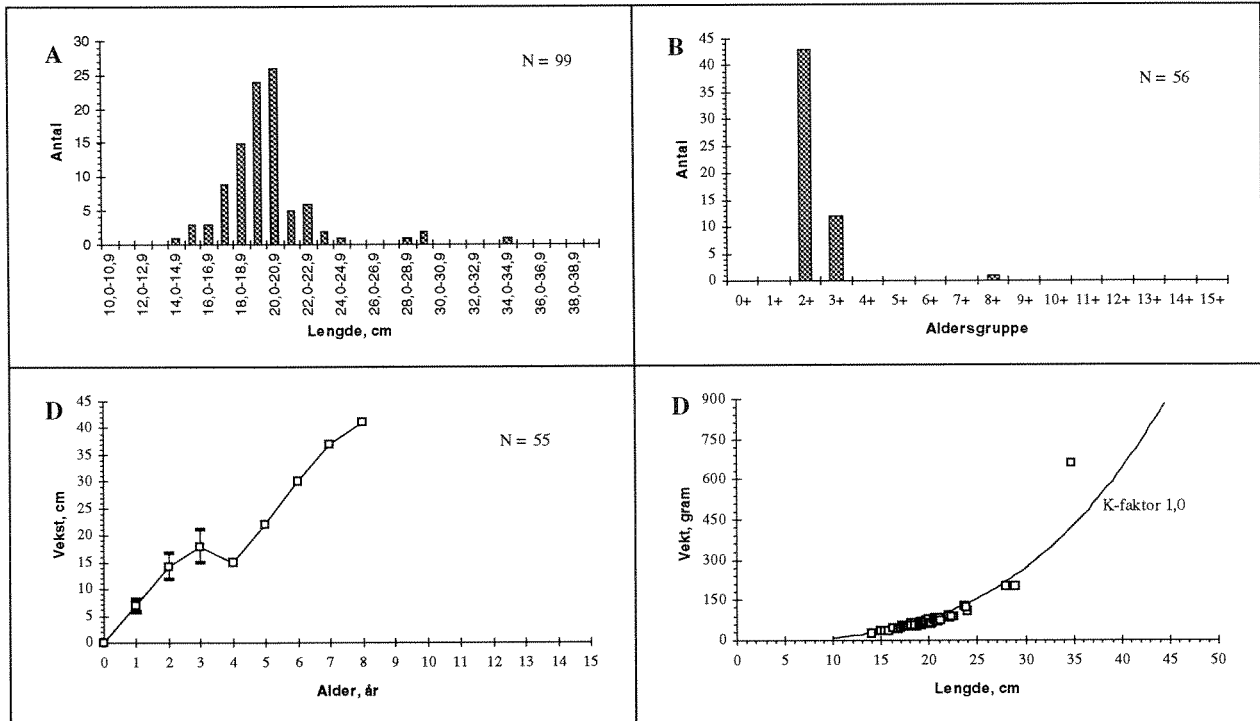 A
N = 99
Antal
30
25
20
15
10
5
0
10,0-10,9
12,0-12,9
14,0-14,9
16,0-16,9
18,0-18,9
20,0-20,9
22,0-22,9
24,0-24,9
26,0-26,9
28,0-28,9
30,0-30,9
32,0-32,9
34,0-34,9
36,0-36,9
38,0-38,9
Lengde, cm
B
N = 56
Antal
45
40
35
30
25
20
15
10
5
0
0+ 1+ 2+ 3+ 4+ 5+ 6+ 7+ 8+ 9+ 10+ 11+ 12+ 13+ 14+ 15+
Aldersgruppe
D
N = 55
Vekst, cm
45
40
35
30
25
20
15
10
5
0
0 1 2 3 4 5 6 7 8 9 10 11 12 13 14 15
Alder, år
D
Vekt, gram
900
750
600
450
300
150
0
K-faktor 1,0
0 5 10 15 20 25 30 35 40 45 50
Lengde, cm